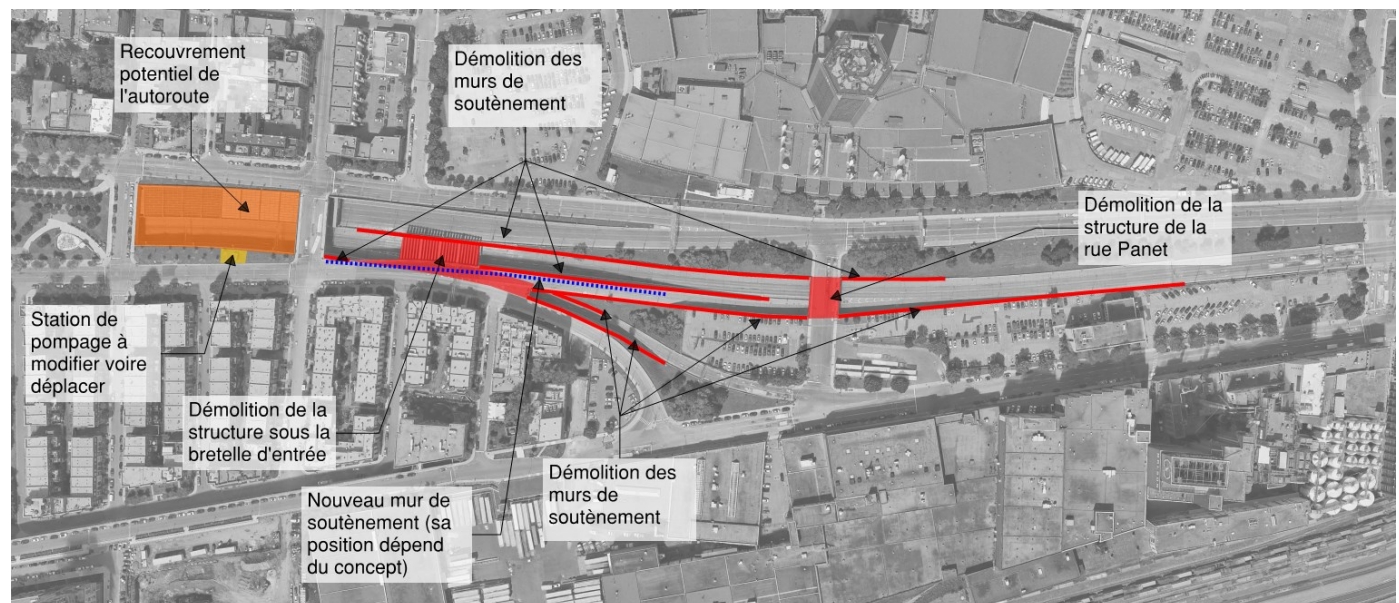 Recouvrement
potentiel de
l'autoroute
Démolition des
murs de
soutènement
Démolition de la
structure de la
rue Panet
Station de
pompage à
modifier voire
déplacer
Démolition de la
structure sous la
bretelle d'entrée
Nouveau mur de
soutènement (sa
position dépend
du concept)
Démolition des
murs de
soutènement